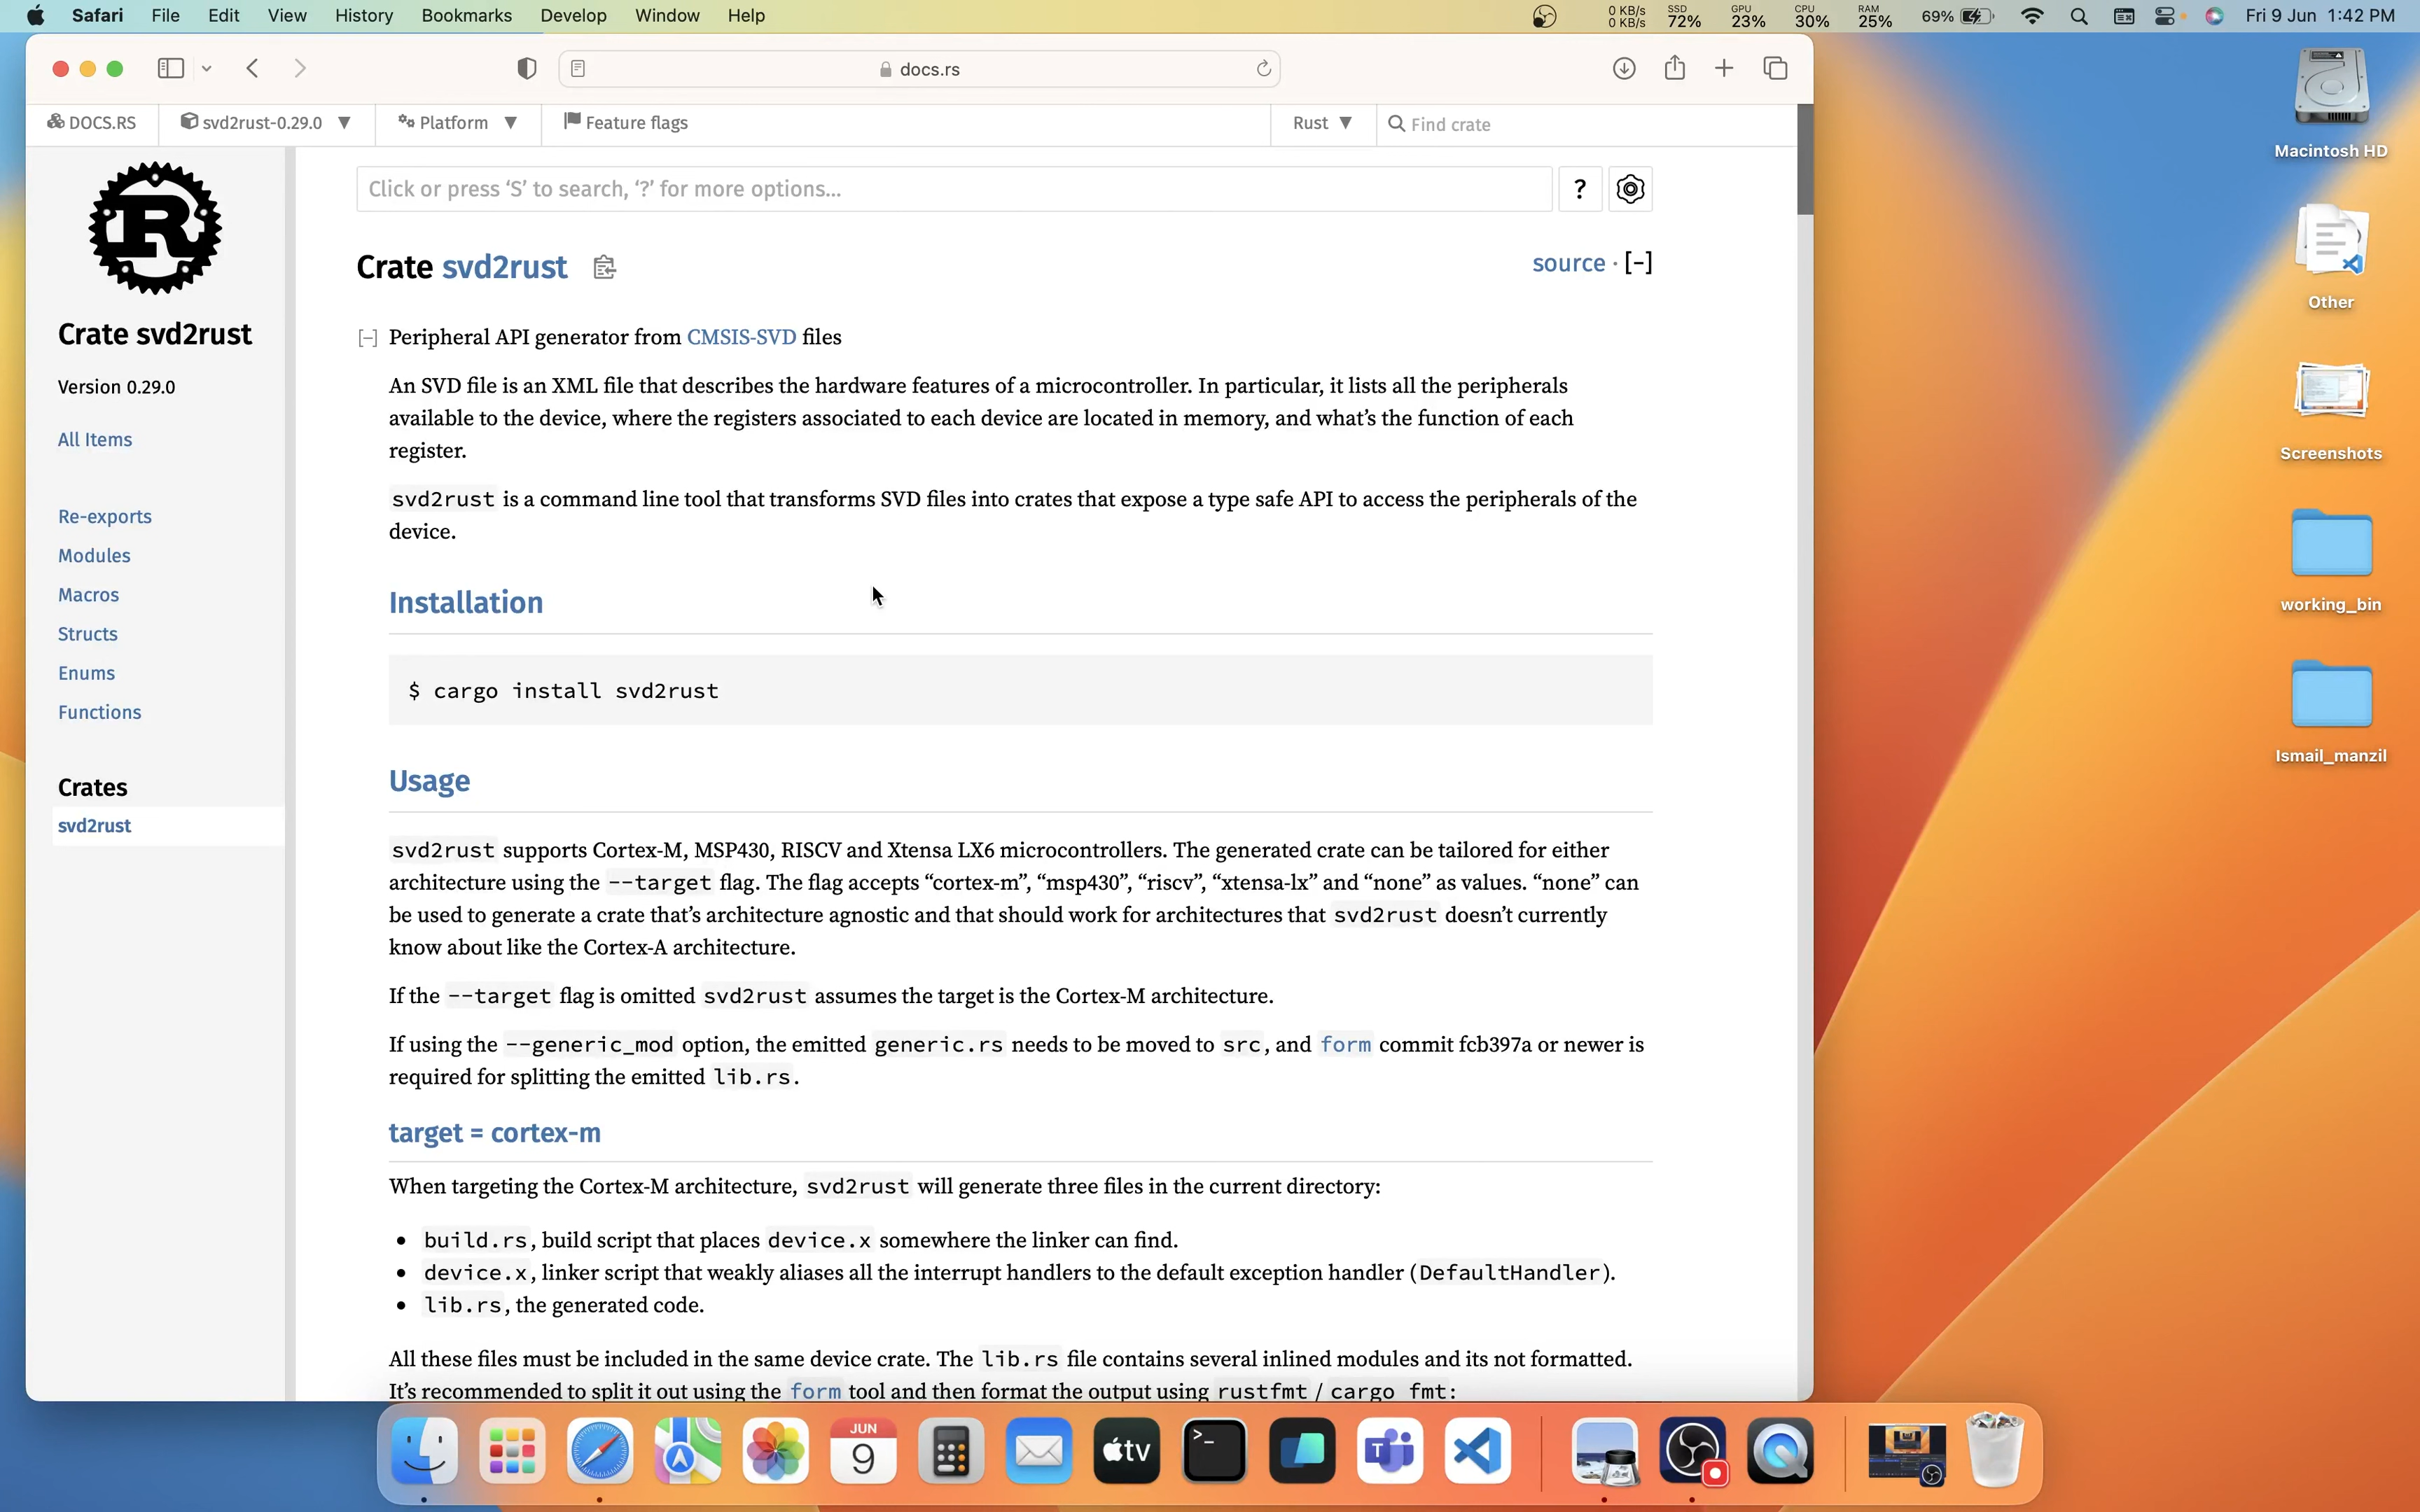 Safari File Edit View History Bookmarks Develop Window Help
0 KB/s
0 KB/s
SSD
72%
GPU
23%
CPU
30%
RAM
25%
69%
Fri 9 Jun 1:42 PM
docs.rs
DOCS.RS svd2rust-0.29.0 ▼ Platform ▼ Feature flags Rust ▼ Find crate
Click or press ‘S’ to search, ‘?’ for more options…
?
Crate svd2rust
source · [-]
Crate svd2rust
Version 0.29.0
All Items
Re-exports
Modules
Macros
Structs
Enums
Functions
Crates
svd2rust
[-] Peripheral API generator from CMSIS-SVD files
An SVD file is an XML file that describes the hardware features of a microcontroller. In particular, it lists all the peripherals
available to the device, where the registers associated to each device are located in memory, and what’s the function of each
register.
svd2rust is a command line tool that transforms SVD files into crates that expose a type safe API to access the peripherals of the
device.
Installation
$ cargo install svd2rust
Usage
svd2rust supports Cortex-M, MSP430, RISCV and Xtensa LX6 microcontrollers. The generated crate can be tailored for either
architecture using the --target flag. The flag accepts “cortex-m”, “msp430”, “riscv”, “xtensa-lx” and “none” as values. “none” can
be used to generate a crate that’s architecture agnostic and that should work for architectures that svd2rust doesn’t currently
know about like the Cortex-A architecture.
If the --target flag is omitted svd2rust assumes the target is the Cortex-M architecture.
If using the --generic_mod option, the emitted generic.rs needs to be moved to src, and form commit fcb397a or newer is
required for splitting the emitted lib.rs.
target = cortex-m
When targeting the Cortex-M architecture, svd2rust will generate three files in the current directory:
• build.rs, build script that places device.x somewhere the linker can find.
• device.x, linker script that weakly aliases all the interrupt handlers to the default exception handler (DefaultHandler).
• lib.rs, the generated code.
All these files must be included in the same device crate. The lib.rs file contains several inlined modules and its not formatted.
It’s recommended to split it out using the form tool and then format the output using rustfmt / cargo fmt:
Macintosh HD
Other
Screenshots
working_bin
Ismail_manzil
JUN
9
tv
>_
T